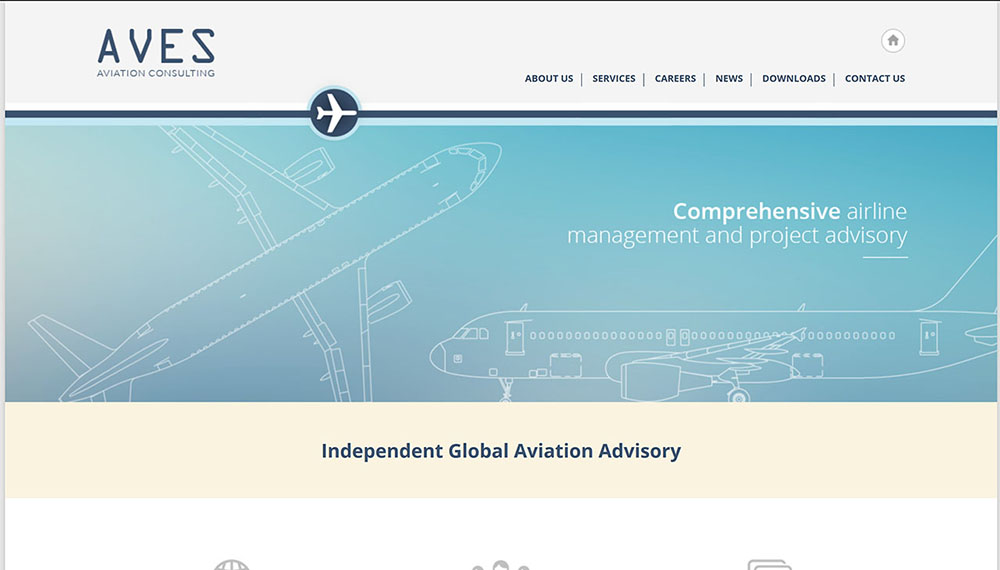 AVES
AVIATION CONSULTING
ABOUT US | SERVICES | CAREERS | NEWS | DOWNLOADS | CONTACT US
Comprehensive airline
management and project advisory
Independent Global Aviation Advisory